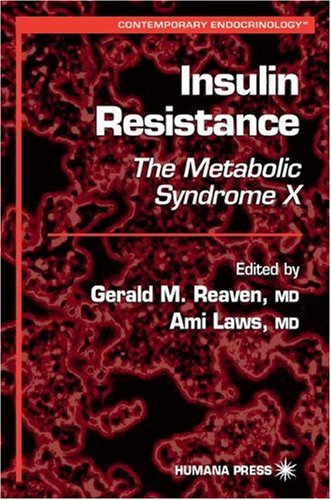 CONTEMPORARY ENDOCRINOLOGY™
Insulin
Resistance
The Metabolic
Syndrome X
Edited by
Gerald M. Reaven, MD
Ami Laws, MD
HUMANA PRESS